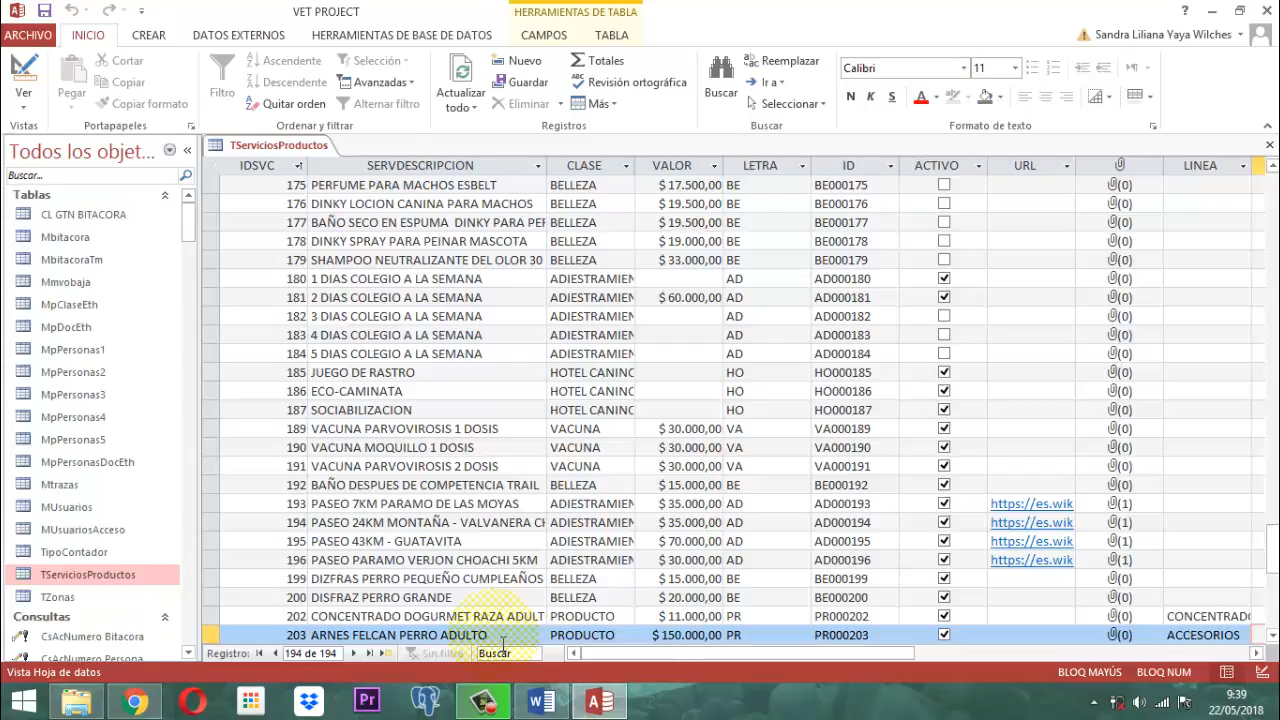 VET PROJECT
HERRAMIENTAS DE TABLA
ARCHIVO INICIO CREAR DATOS EXTERNOS HERRAMIENTAS DE BASE DE DATOS CAMPOS TABLA Sandra Liliana Yaya Wilches
Ver
Vistas
Pegar
Cortar
Copiar
Copiar formato
Portapapeles
Filtro
Ascendente
Descendente
Quitar orden
Selección
Avanzadas
Alternar filtro
Ordenar y filtrar
Actualizar todo
Nuevo
Guardar
Eliminar
Totales
Revisión ortográfica
Más
Registros
Buscar
Reemplazar
Ir a
Seleccionar
Buscar
Calibri 11
N K S
Formato de texto
Todos los objet...
Buscar...
Tablas
CL GTN BITACORA
Mbitacora
MbitacoraTm
Mmvobaja
MpClaseEth
MpDocEth
MpPersonas1
MpPersonas2
MpPersonas3
MpPersonas4
MpPersonas5
MpPersonasDocEth
Mtrazas
MUsuarios
MUsuariosAcceso
TipoContador
TServiciosProductos
TZonas
Consultas
CsAcNumero Bitacora
CsAcNumero Persona
TServiciosProductos
IDSVC SERVDESCRIPCION CLASE VALOR LETRA ID ACTIVO URL LINEA
175 PERFUME PARA MACHOS ESBELT BELLEZA $ 17.500,00 BE BE000175 (0)
176 DINKY LOCION CANINA PARA MACHOS BELLEZA $ 19.500,00 BE BE000176 (0)
177 BAÑO SECO EN ESPUMA DINKY PARA PER BELLEZA $ 19.500,00 BE BE000177 (0)
178 DINKY SPRAY PARA PEINAR MASCOTA BELLEZA $ 19.000,00 BE BE000178 (0)
179 SHAMPOO NEUTRALIZANTE DEL OLOR 30 BELLEZA $ 33.000,00 BE BE000179 (0)
180 1 DIAS COLEGIO A LA SEMANA ADIESTRAMIEN AD AD000180 (0)
181 2 DIAS COLEGIO A LA SEMANA ADIESTRAMIEN $ 60.000,00 AD AD000181 (0)
182 3 DIAS COLEGIO A LA SEMANA ADIESTRAMIEN AD AD000182 (0)
183 4 DIAS COLEGIO A LA SEMANA ADIESTRAMIEN AD AD000183 (0)
184 5 DIAS COLEGIO A LA SEMANA ADIESTRAMIEN AD AD000184 (0)
185 JUEGO DE RASTRO HOTEL CANINO HO HO000185 (0)
186 ECO-CAMINATA HOTEL CANINO HO HO000186 (0)
187 SOCIABILIZACION HOTEL CANINO HO HO000187 (0)
189 VACUNA PARVOVIROSIS 1 DOSIS VACUNA $ 30.000,00 VA VA000189 (0)
190 VACUNA MOQUILLO 1 DOSIS VACUNA $ 30.000,00 VA VA000190 (0)
191 VACUNA PARVOVIROSIS 2 DOSIS VACUNA $ 30.000,00 VA VA000191 (0)
192 BAÑO DESPUES DE COMPETENCIA TRAIL BELLEZA $ 15.000,00 BE VA000192 (0)
193 PASEO 7KM PARAMO DE LAS MOYAS ADIESTRAMIEN $ 35.000,00 AD AD000193 https://es.wik (1)
194 PASEO 24KM MONTAÑA - VALVANERA CH ADIESTRAMIEN $ 35.000,00 AD AD000194 https://es.wik (1)
195 PASEO 43KM - GUATAVITA ADIESTRAMIEN $ 70.000,00 AD AD000195 https://es.wik (1)
196 PASEO PARAMO VERJON CHOACHI 5KM ADIESTRAMIEN $ 30.000,00 AD AD000196 https://es.wik (1)
199 DIZFRAS PERRO PEQUEÑO CUMPLEAÑOS BELLEZA $ 15.000,00 BE BE000199 (0)
200 DISFRAZ PERRO GRANDE BELLEZA $ 20.000,00 BE BE000200 (0)
202 CONCENTRADO DOGURMET RAZA ADULT PRODUCTO $ 11.000,00 PR PR000202 (0) CONCENTRADO
203 ARNES FELCAN PERRO ADULTO PRODUCTO $ 150.000,00 PR PR000203 (0) ACCESORIOS
Registro: 194 de 194 Sin filtro Buscar
Vista Hoja de datos BLOQ MAYÚS BLOQ NUM
9:39
22/05/2018